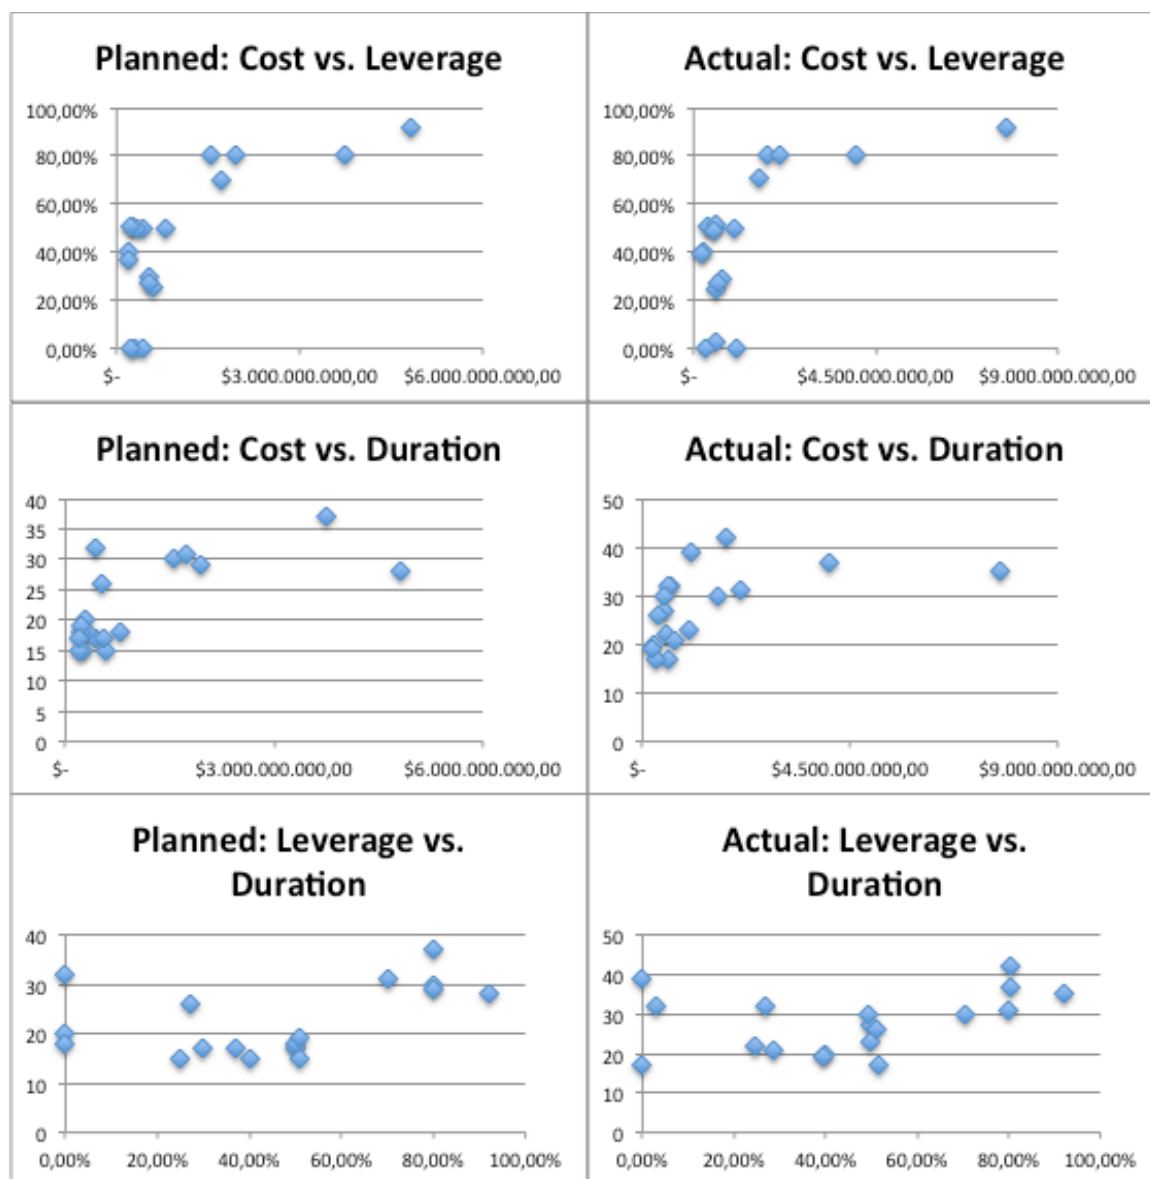 Planned: Cost vs. Leverage
100,00%
80,00%
60,00%
40,00%
20,00%
0,00%
$- $3.000.000.000,00 $6.000.000.000,00
Actual: Cost vs. Leverage
100,00%
80,00%
60,00%
40,00%
20,00%
0,00%
$- $4.500.000.000,00 $9.000.000.000,00
Planned: Cost vs. Duration
40
35
30
25
20
15
10
5
0
$- $3.000.000.000,00 $6.000.000.000,00
Actual: Cost vs. Duration
50
40
30
20
10
0
$- $4.500.000.000,00 $9.000.000.000,00
Planned: Leverage vs.
Duration
40
30
20
10
0
0,00% 20,00% 40,00% 60,00% 80,00% 100,00%
Actual: Leverage vs.
Duration
50
40
30
20
10
0
0,00% 20,00% 40,00% 60,00% 80,00% 100,00%